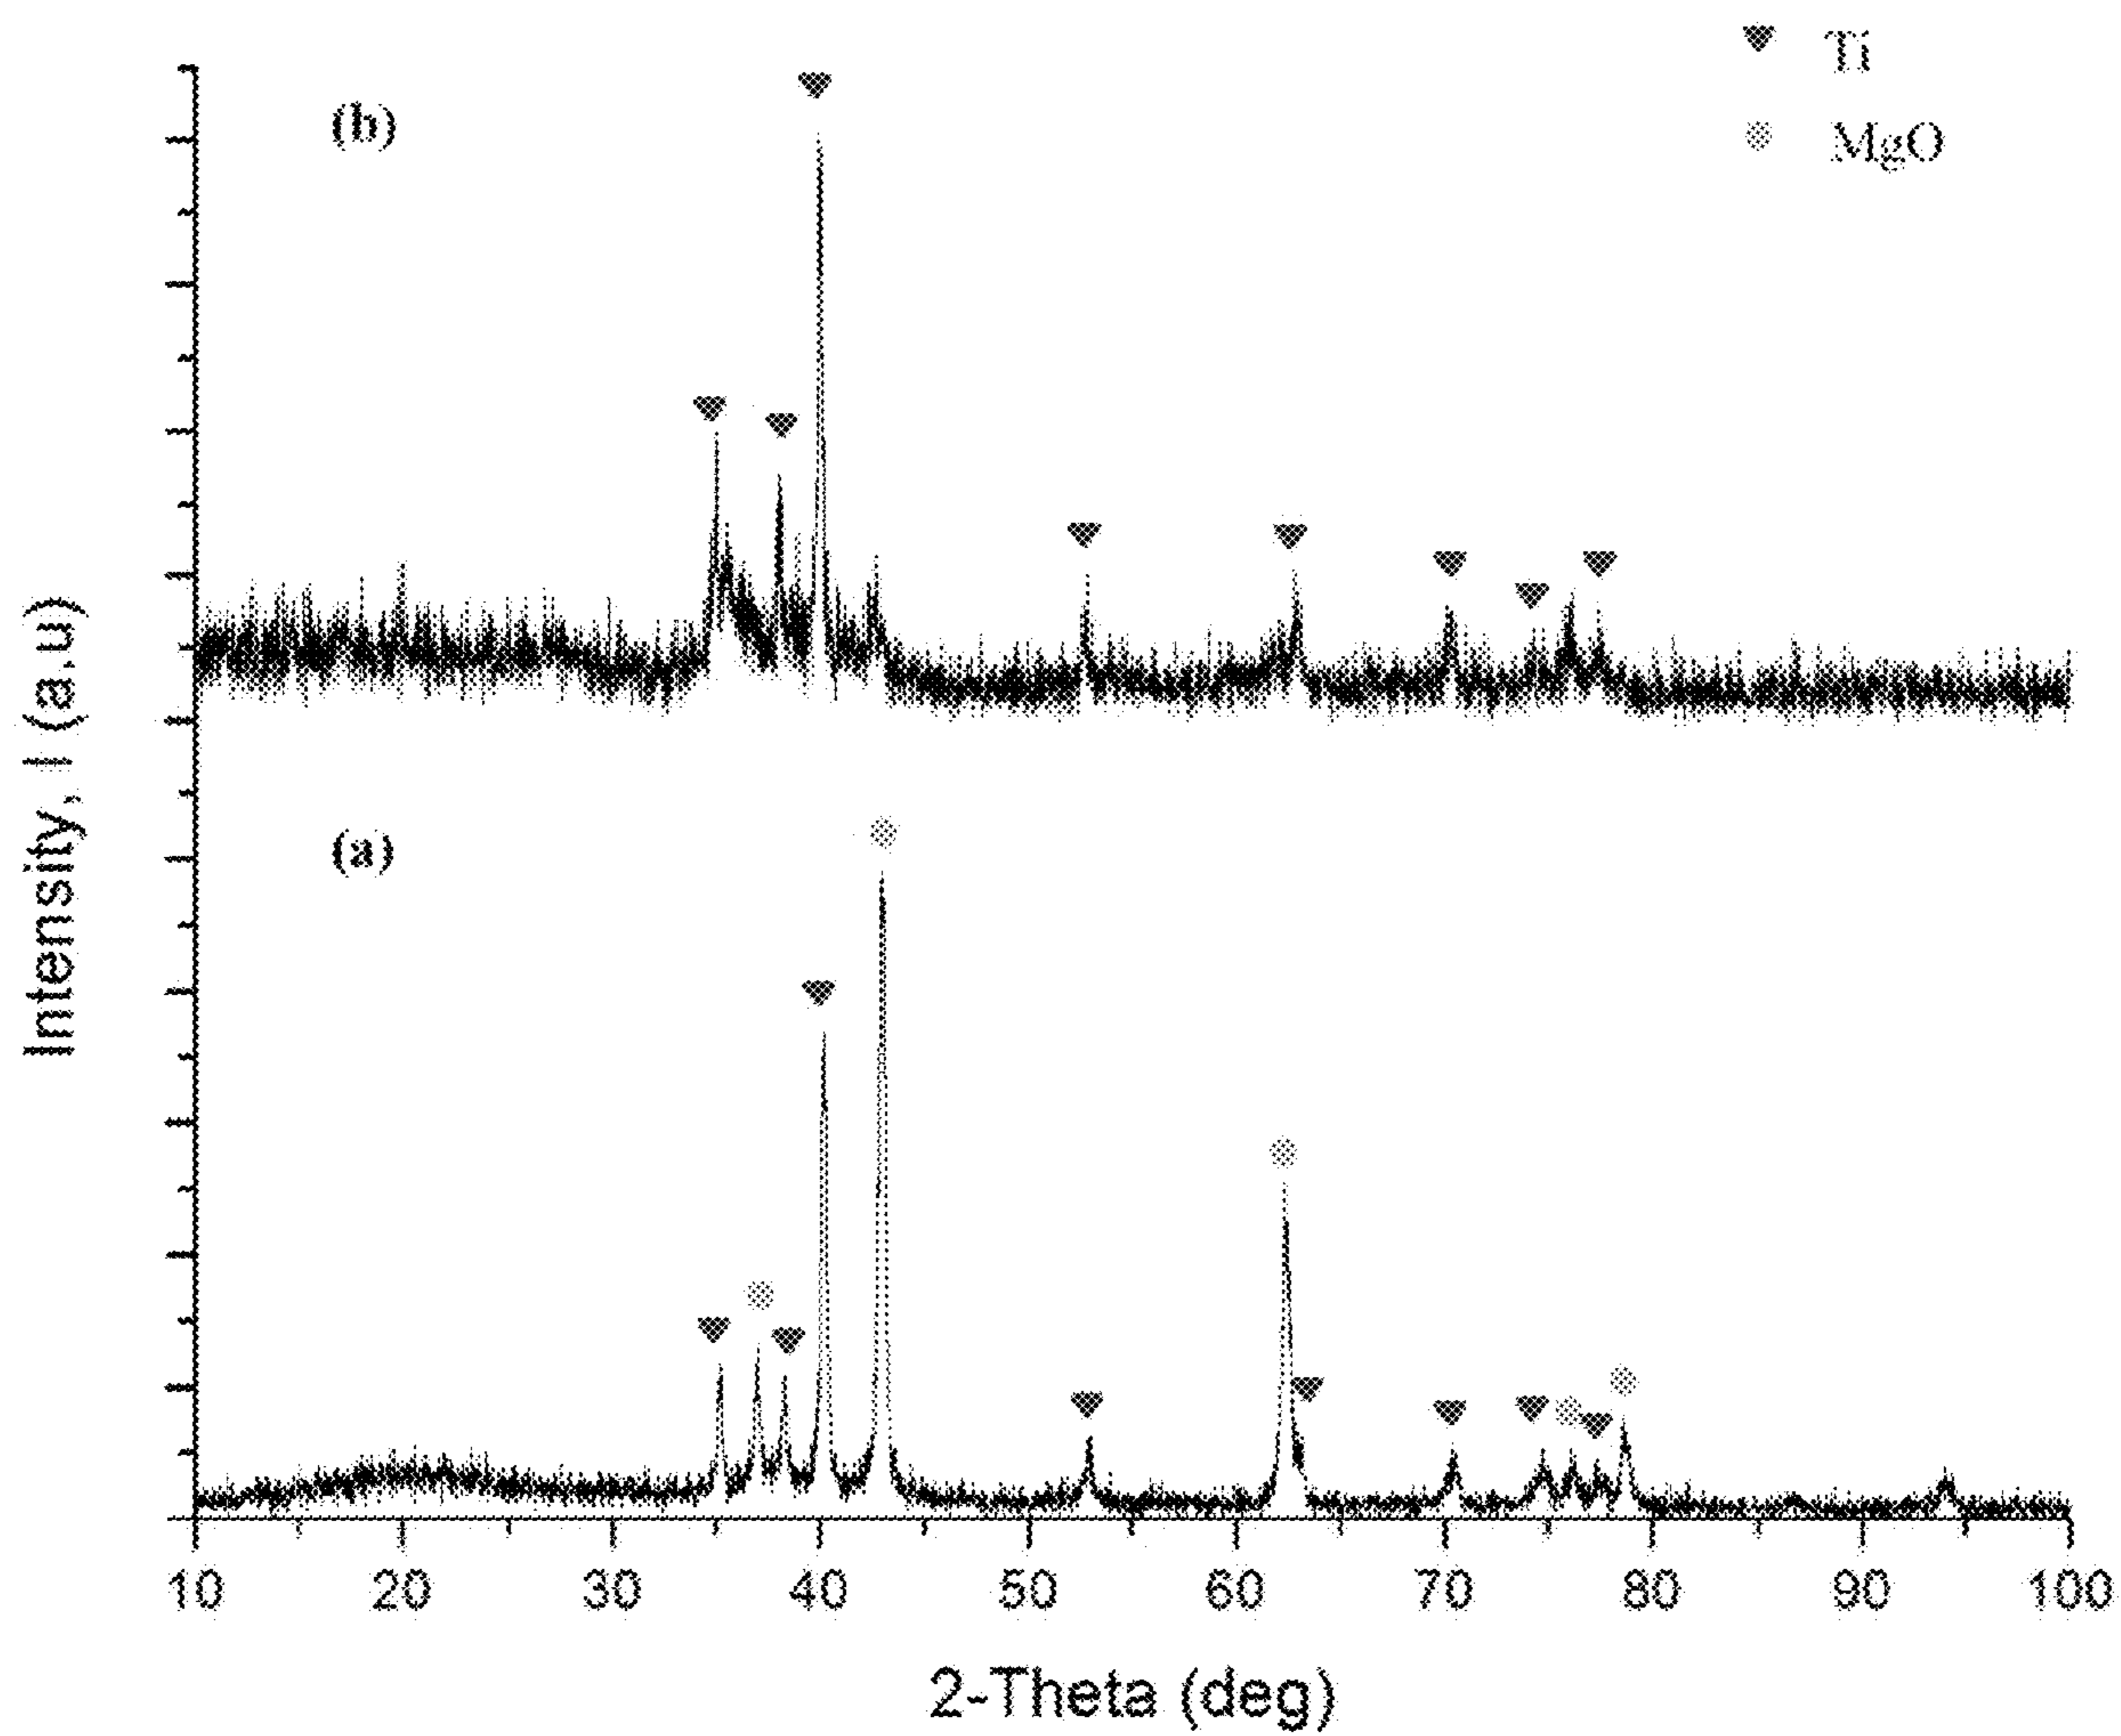 Ti
MgO
(b)
(a)
Intensity, I (a.u)
10 20 30 40 50 60 70 80 90 100
2-Theta (deg)